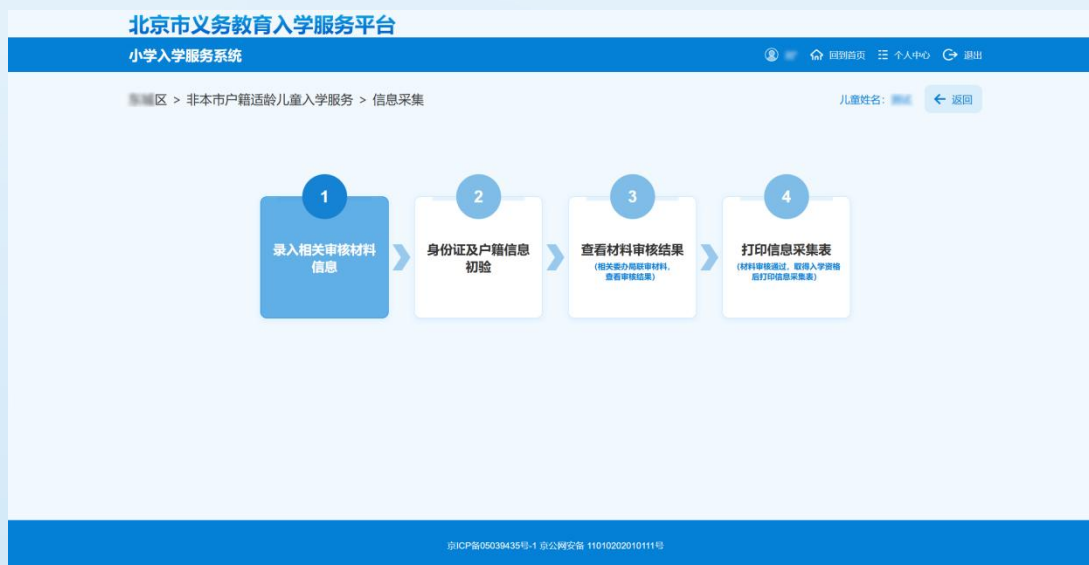 北京市义务教育入学服务平台
小学入学服务系统
回到首页 个人中心 退出
区 > 非本市户籍适龄儿童入学服务 > 信息采集
儿童姓名:
返回
1
录入相关审核材料
信息
2
身份证及户籍信息
初验
3
查看材料审核结果
(相关委办局联审材料,
查看审核结果)
4
打印信息采集表
(材料审核通过,取得入学资格
后打印信息采集表)
京ICP备05039435号-1 京公网安备 11010202010111号